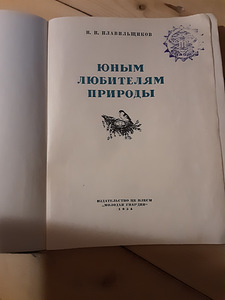 Н. Н. ПЛАВИЛЬЩИКОВ
ЮНЫМ
ЛЮБИТЕЛЯМ
ПРИРОДЫ
ИЗДАТЕЛЬСТВО ЦК ВЛКСМ
„МОЛОДАЯ ГВАРДИЯ“